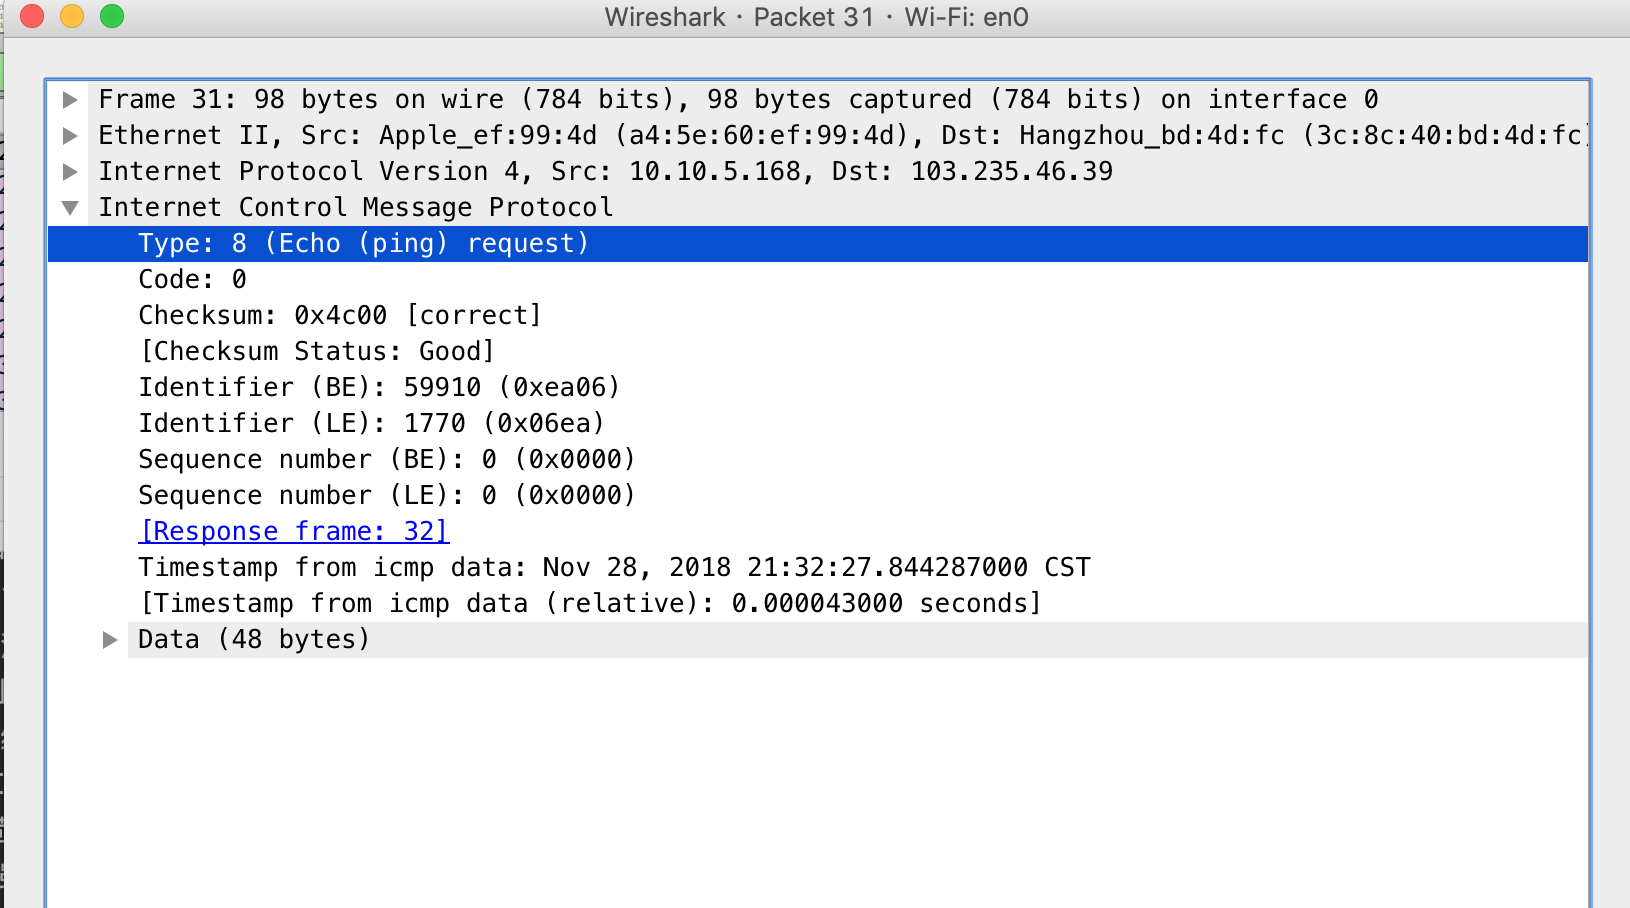 Wireshark · Packet 31 · Wi-Fi: en0
Frame 31: 98 bytes on wire (784 bits), 98 bytes captured (784 bits) on interface 0
Ethernet II, Src: Apple_ef:99:4d (a4:5e:60:ef:99:4d), Dst: Hangzhou_bd:4d:fc (3c:8c:40:bd:4d:fc)
Internet Protocol Version 4, Src: 10.10.5.168, Dst: 103.235.46.39
Internet Control Message Protocol
Type: 8 (Echo (ping) request)
Code: 0
Checksum: 0x4c00 [correct]
[Checksum Status: Good]
Identifier (BE): 59910 (0xea06)
Identifier (LE): 1770 (0x06ea)
Sequence number (BE): 0 (0x0000)
Sequence number (LE): 0 (0x0000)
[Response frame: 32]
Timestamp from icmp data: Nov 28, 2018 21:32:27.844287000 CST
[Timestamp from icmp data (relative): 0.000043000 seconds]
Data (48 bytes)